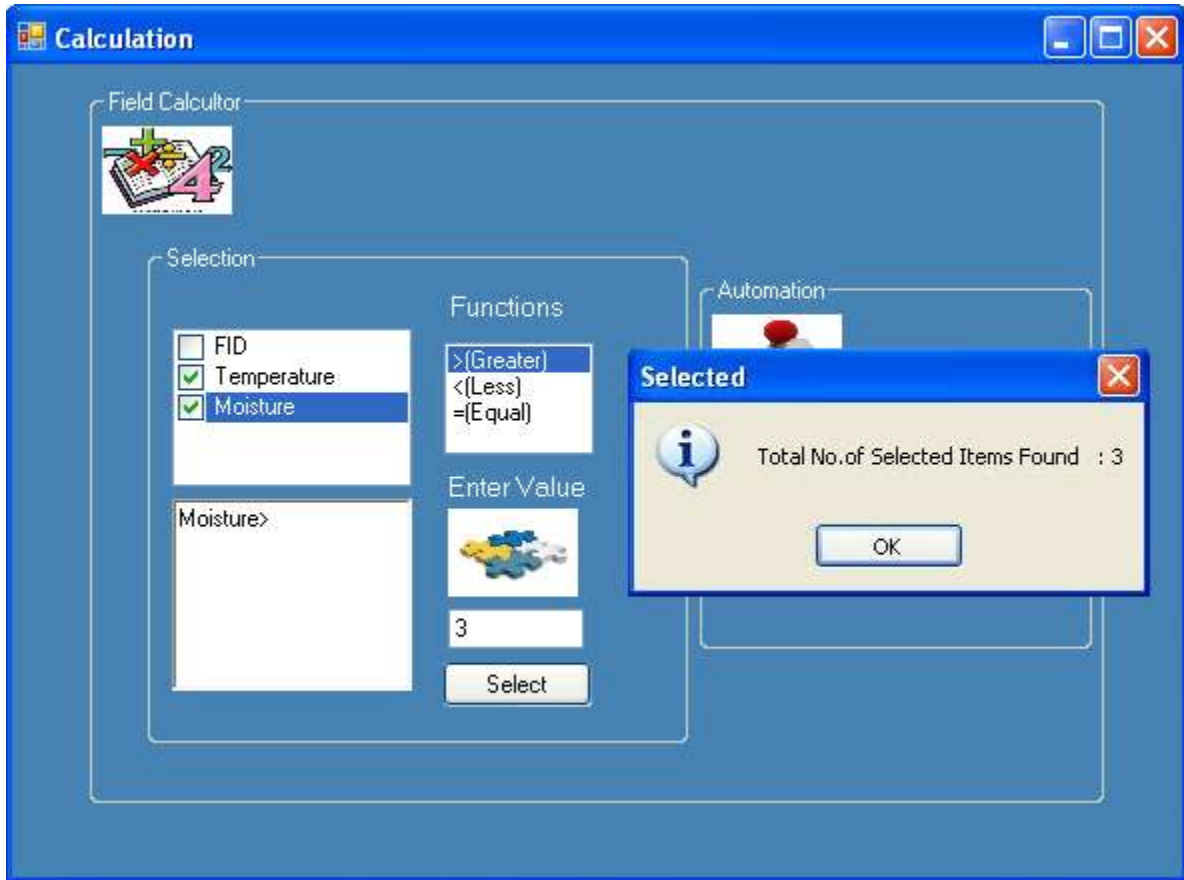 Calculation
Field Calcultor
Selection
FID
Temperature
Moisture
Functions
>(Greater)
<(Less)
=(Equal)
Moisture>
Enter Value
3
Select
Automation
Selected
Total No.of Selected Items Found : 3
OK